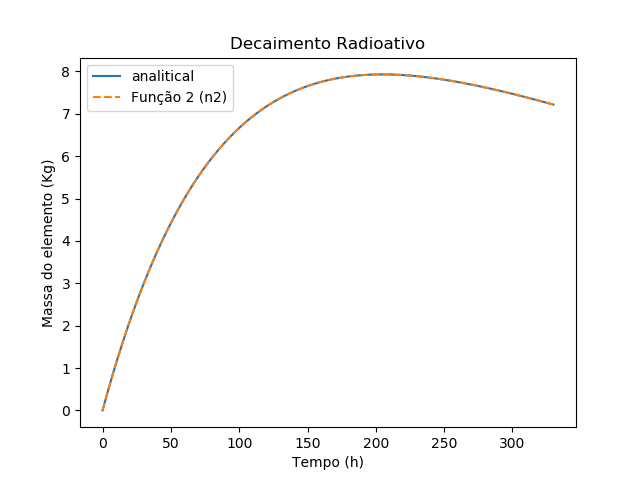 Decaimento Radioativo
analitical
Função 2 (n2)
Massa do elemento (Kg)
8
7
6
5
4
3
2
1
0
0 50 100 150 200 250 300
Tempo (h)